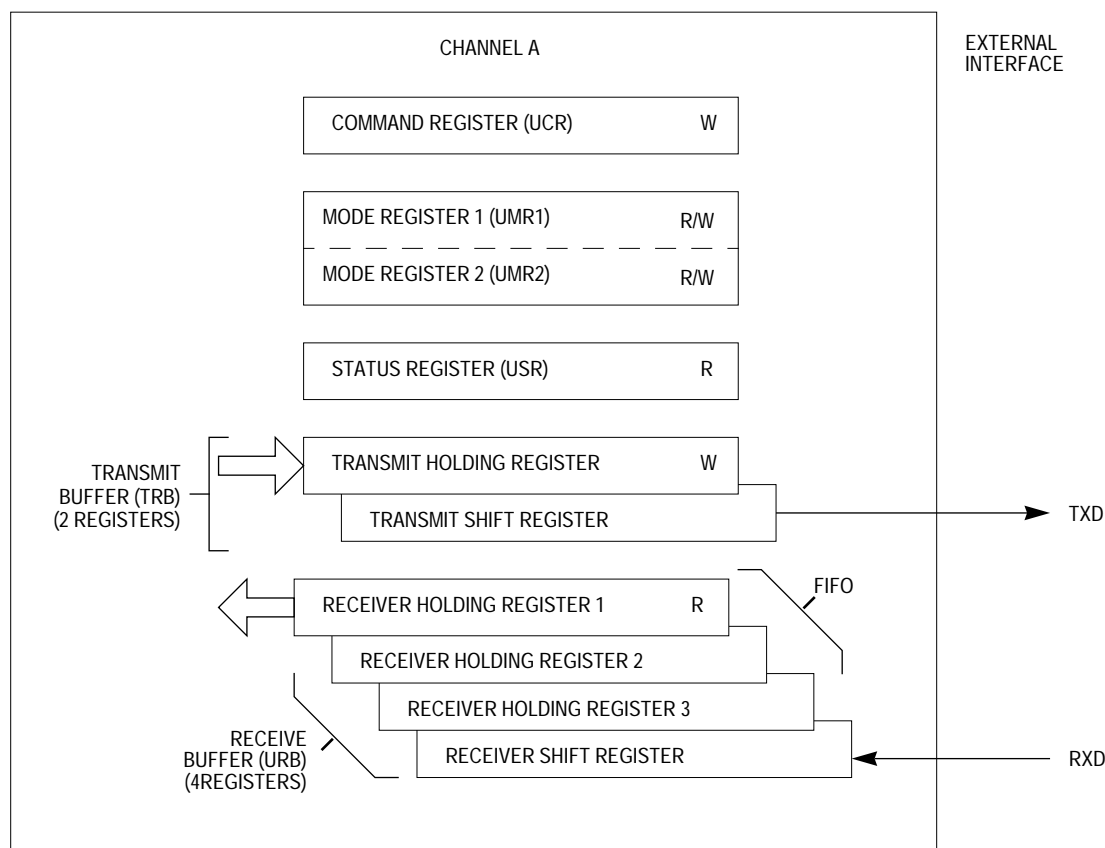 CHANNEL A
EXTERNAL
INTERFACE
COMMAND REGISTER (UCR) W
MODE REGISTER 1 (UMR1) R/W
MODE REGISTER 2 (UMR2) R/W
STATUS REGISTER (USR) R
TRANSMIT
BUFFER (TRB)
(2 REGISTERS)
TRANSMIT HOLDING REGISTER W
TRANSMIT SHIFT REGISTER
TXD
FIFO
RECEIVER HOLDING REGISTER 1 R
RECEIVER HOLDING REGISTER 2
RECEIVER HOLDING REGISTER 3
RECEIVER SHIFT REGISTER
RECEIVE
BUFFER (URB)
(4REGISTERS)
RXD